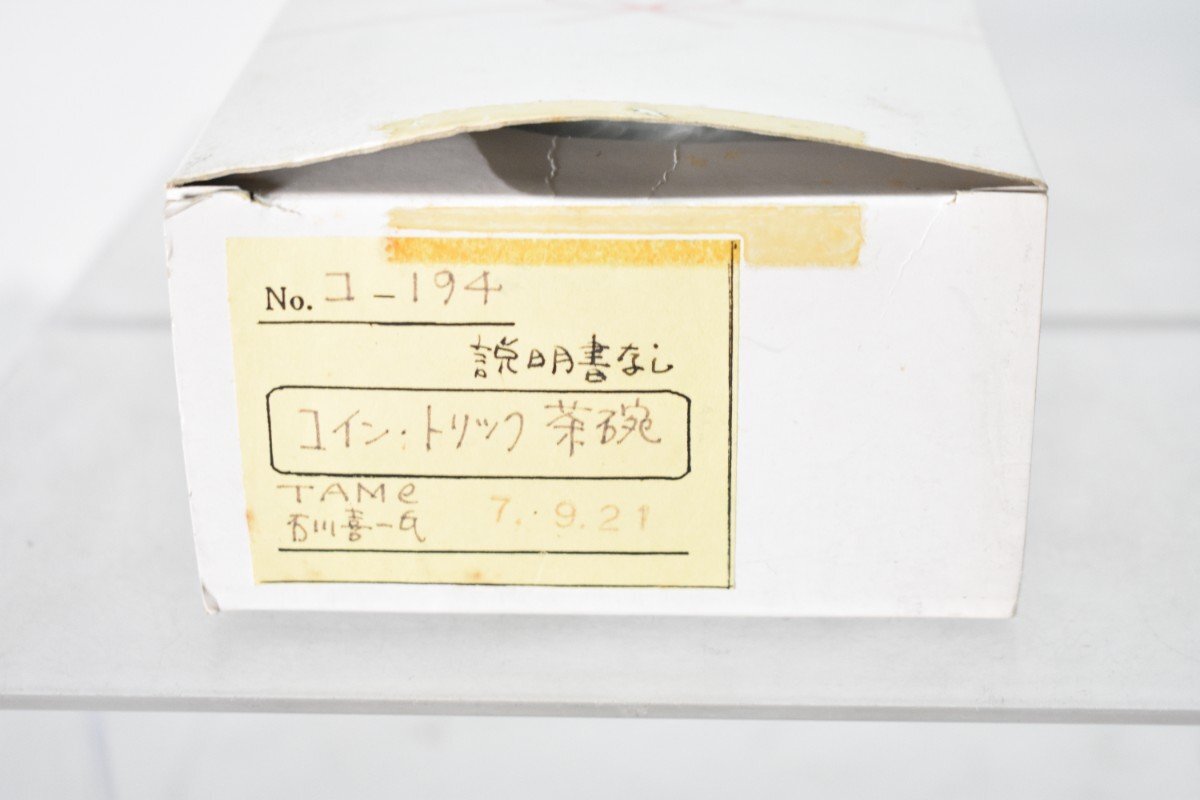 No. コ-194
説明書なし
コイン・トリック茶碗
TAMe
石川喜一氏
7.9.21